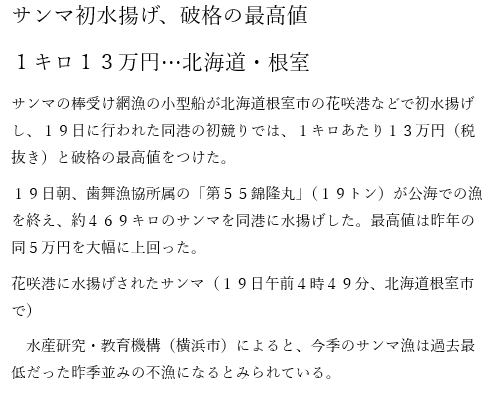 サンマ初水揚げ、破格の最高値
１キロ１３万円…北海道・根室
サンマの棒受け網漁の小型船が北海道根室市の花咲港などで初水揚げ
し、１９日に行われた同港の初競りでは、１キロあたり１３万円（税
抜き）と破格の最高値をつけた。
１９日朝、歯舞漁協所属の「第５５錦隆丸」（１９トン）が公海での漁
を終え、約４６９キロのサンマを同港に水揚げした。最高値は昨年の
同５万円を大幅に上回った。
花咲港に水揚げされたサンマ（１９日午前４時４９分、北海道根室市
で）
　水産研究・教育機構（横浜市）によると、今季のサンマ漁は過去最
低だった昨季並みの不漁になるとみられている。